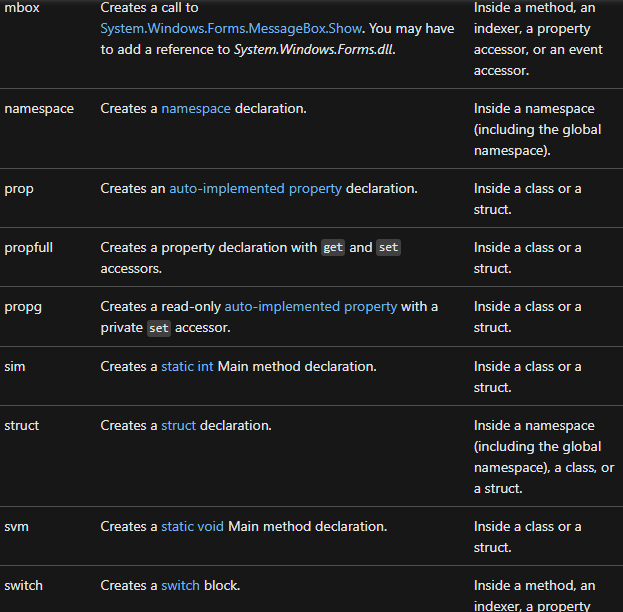 mbox
Creates a call to
System.Windows.Forms.MessageBox.Show. You may have
to add a reference to System.Windows.Forms.dll.
Inside a method, an
indexer, a property
accessor, or an event
accessor.
namespace
Creates a namespace declaration.
Inside a namespace
(including the global
namespace).
prop
Creates an auto-implemented property declaration.
Inside a class or a
struct.
propfull
Creates a property declaration with get and set
accessors.
Inside a class or a
struct.
propg
Creates a read-only auto-implemented property with a
private set accessor.
Inside a class or a
struct.
sim
Creates a static int Main method declaration.
Inside a class or a
struct.
struct
Creates a struct declaration.
Inside a namespace
(including the global
namespace), a class, or
a struct.
svm
Creates a static void Main method declaration.
Inside a class or a
struct.
switch
Creates a switch block.
Inside a method, an
indexer, a property